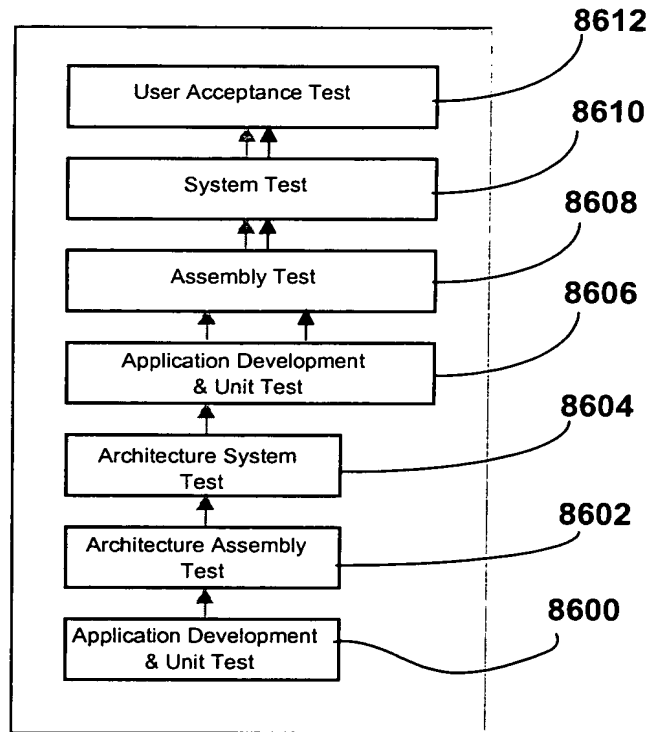 8612
User Acceptance Test
8610
System Test
8608
Assembly Test
8606
Application Development
& Unit Test
8604
Architecture System
Test
8602
Architecture Assembly
Test
8600
Application Development
& Unit Test